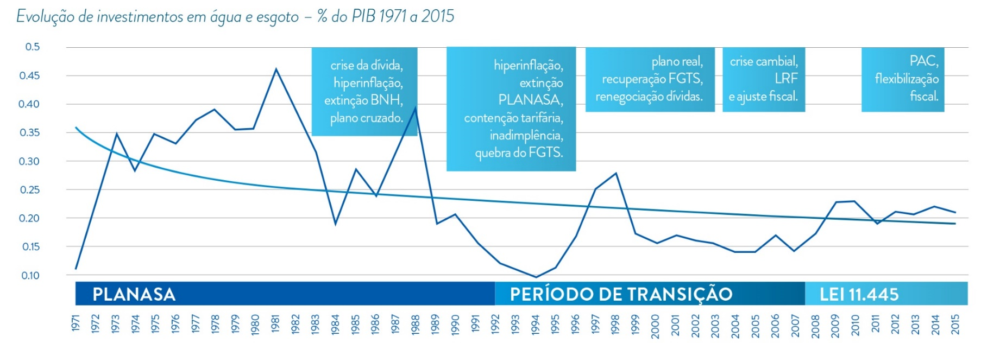 Evolução de investimentos em água e esgoto – % do PIB 1971 a 2015
0.5
0.45
0.40
0.35
0.30
0.25
0.20
0.15
0.10
crise da dívida,
hiperinflação,
extinção BNH,
plano cruzado.
hiperinflação,
extinção
PLANASA,
contenção tarifária,
inadimplência,
quebra do FGTS.
plano real,
recuperação FGTS,
renegociação dívidas.
crise cambial,
LRF
e ajuste fiscal.
PAC,
flexibilização
fiscal.
PLANASA
PERÍODO DE TRANSIÇÃO
LEI 11.445
1971
1972
1973
1974
1975
1976
1977
1978
1979
1980
1981
1982
1983
1984
1985
1986
1987
1988
1989
1990
1991
1992
1993
1994
1995
1996
1997
1998
1999
2000
2001
2002
2003
2004
2005
2006
2007
2008
2009
2010
2011
2012
2013
2014
2015